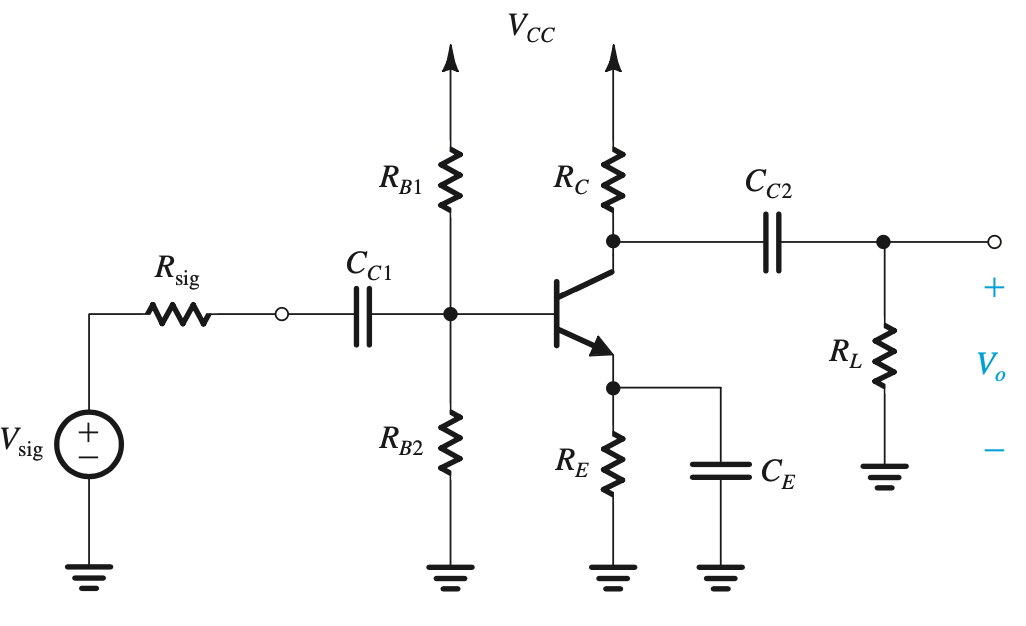 V_CC
R_B1
R_C
C_C2
R_sig
C_C1
+
R_L
V_o
V_sig
+
−
R_B2
R_E
C_E
−